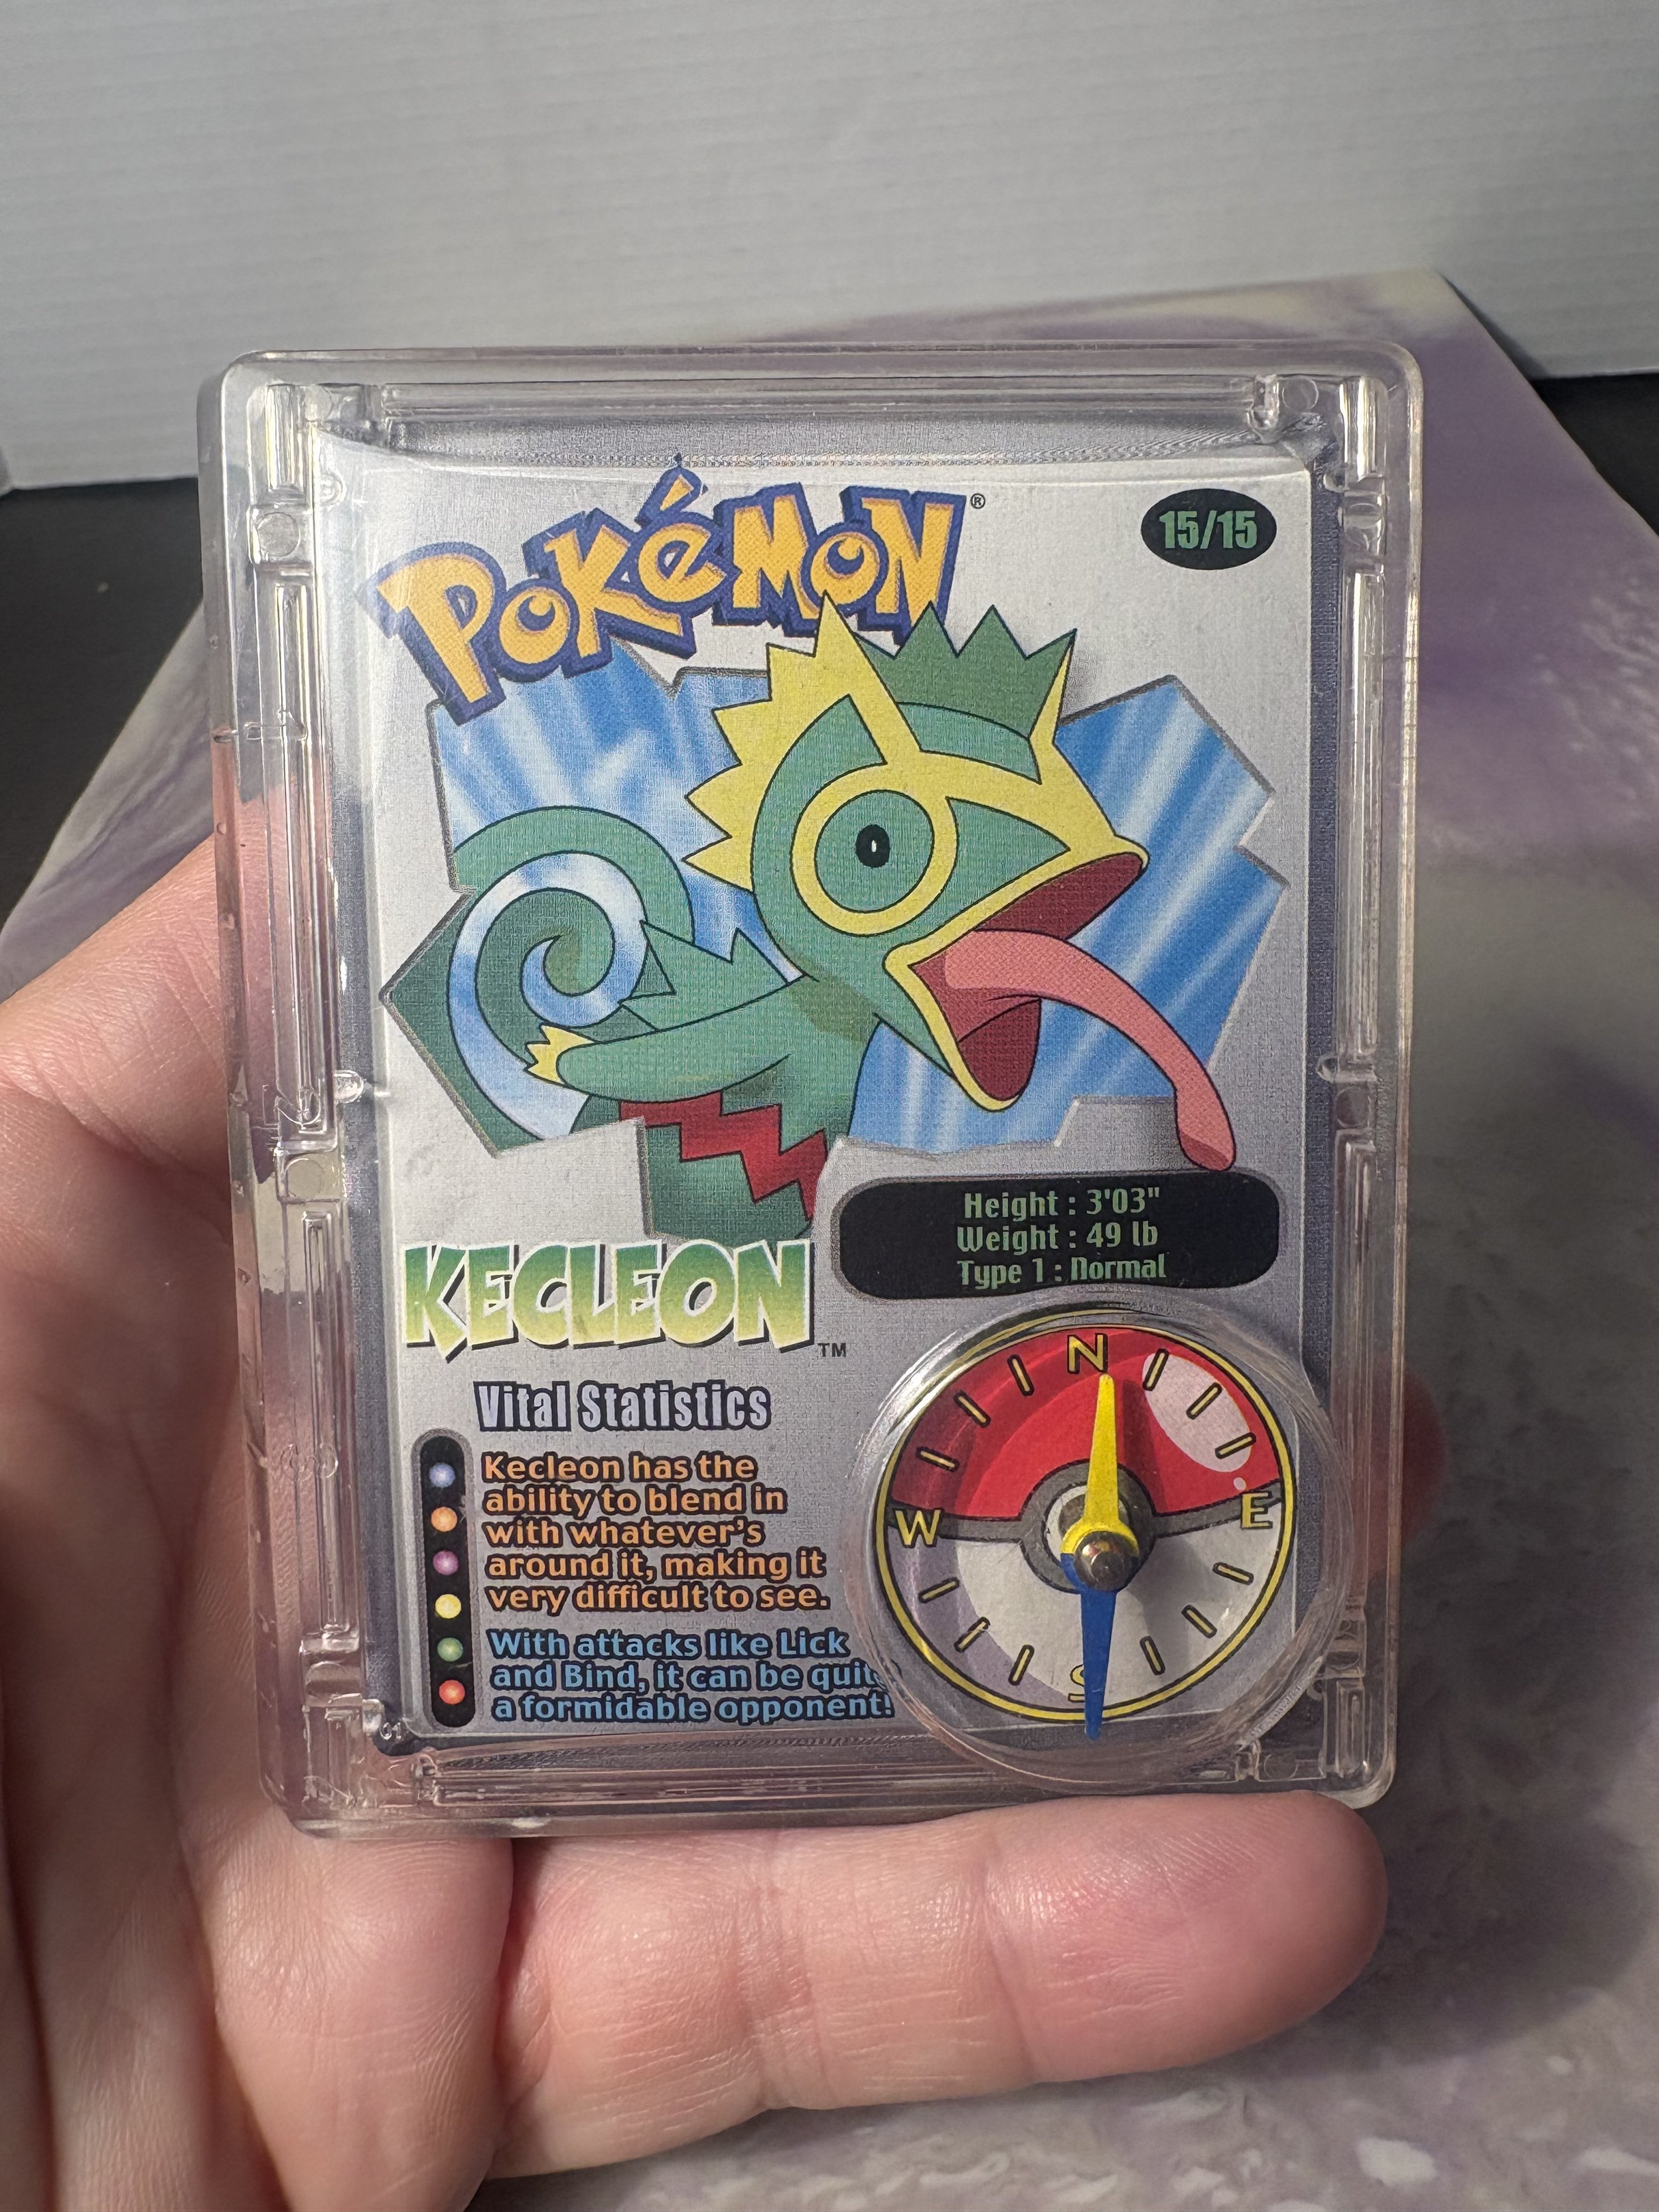 POKéMON®
15/15
Height : 3'03"
Weight : 49 lb
Type 1 : Normal
KECLEON™
Vital Statistics
Kecleon has the
ability to blend in
with whatever's
around it, making it
very difficult to see.
With attacks like Lick
and Bind, it can be quite
a formidable opponent!
N
W
E
S